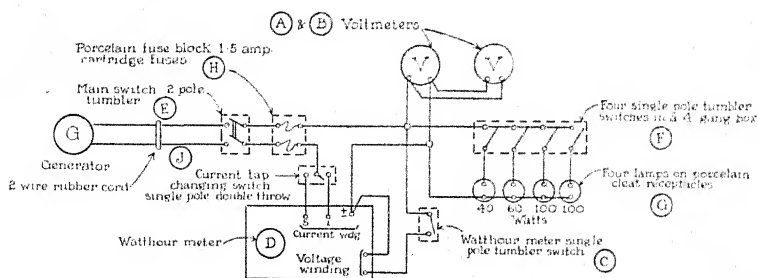 A & B Voltmeters
V V
Porcelain fuse block 1-5 amp.
cartridge fuses
H
Main switch 2 pole
tumbler
E
G
J
Generator
2 wire rubber cord
Four single pole tumbler
switches in a 4 gang box
F
Current tap
changing switch
single pole double throw
Four lamps on porcelain
cleat receptacles
G
40 60 100 100
Watts
±
Current wdg
Watthour meter
D
Voltage
winding
Watthour meter single
pole tumbler switch
C